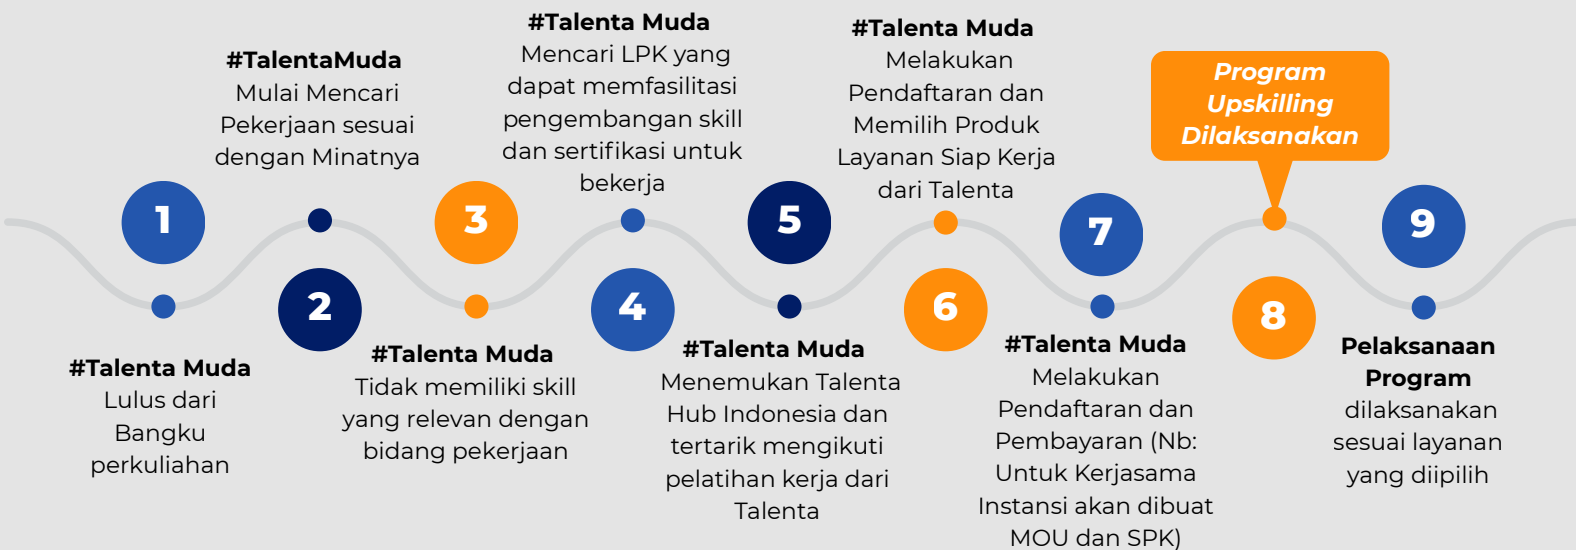 1
#Talenta Muda
Lulus dari
Bangku
perkuliahan
#TalentaMuda
Mulai Mencari
Pekerjaan sesuai
dengan Minatnya
2
3
#Talenta Muda
Tidak memiliki skill
yang relevan dengan
bidang pekerjaan
#Talenta Muda
Mencari LPK yang
dapat memfasilitasi
pengembangan skill
dan sertifikasi untuk
bekerja
4
5
#Talenta Muda
Menemukan Talenta
Hub Indonesia dan
tertarik mengikuti
pelatihan kerja dari
Talenta
#Talenta Muda
Melakukan
Pendaftaran dan
Memilih Produk
Layanan Siap Kerja
dari Talenta
6
7
#Talenta Muda
Melakukan
Pendaftaran dan
Pembayaran (Nb:
Untuk Kerjasama
Instansi akan dibuat
MOU dan SPK)
Program
Upskilling
Dilaksanakan
8
9
Pelaksanaan
Program
dilaksanakan
sesuai layanan
yang diipilih